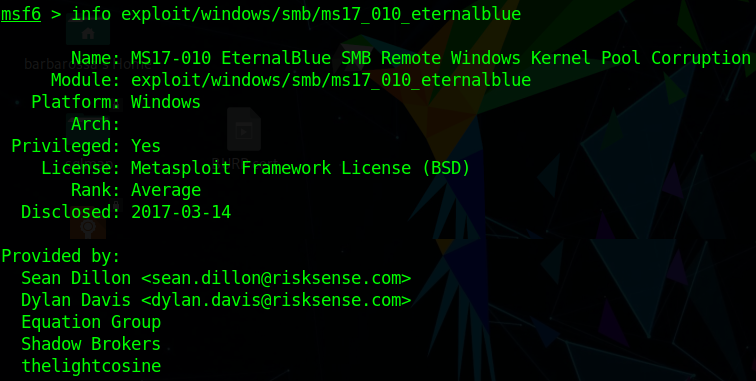 msf6 > info exploit/windows/smb/ms17_010_eternalblue
Name: MS17-010 EternalBlue SMB Remote Windows Kernel Pool Corruption
Module: exploit/windows/smb/ms17_010_eternalblue
Platform: Windows
Arch:
Privileged: Yes
License: Metasploit Framework License (BSD)
Rank: Average
Disclosed: 2017-03-14
Provided by:
Sean Dillon <sean.dillon@risksense.com>
Dylan Davis <dylan.davis@risksense.com>
Equation Group
Shadow Brokers
thelightcosine